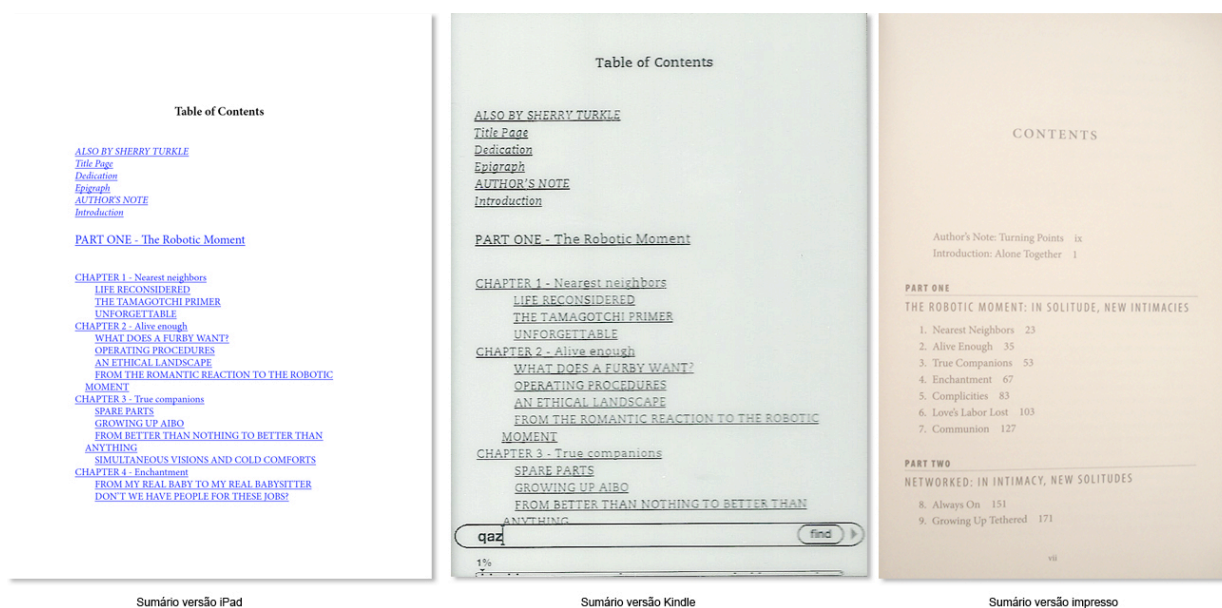 Table of Contents
ALSO BY SHERRY TURKLE
Title Page
Dedication
Epigraph
AUTHOR'S NOTE
Introduction
PART ONE - The Robotic Moment
CHAPTER 1 - Nearest neighbors
LIFE RECONSIDERED
THE TAMAGOTCHI PRIMER
UNFORGETTABLE
CHAPTER 2 - Alive enough
WHAT DOES A FURBY WANT?
OPERATING PROCEDURES
AN ETHICAL LANDSCAPE
FROM THE ROMANTIC REACTION TO THE ROBOTIC
MOMENT
CHAPTER 3 - True companions
SPARE PARTS
GROWING UP AIBO
FROM BETTER THAN NOTHING TO BETTER THAN
ANYTHING
SIMULTANEOUS VISIONS AND COLD COMFORTS
CHAPTER 4 - Enchantment
FROM MY REAL BABY TO MY REAL BABYSITTER
DON'T WE HAVE PEOPLE FOR THESE JOBS?
Sumário versão iPad
Table of Contents
ALSO BY SHERRY TURKLE
Title Page
Dedication
Epigraph
AUTHOR'S NOTE
Introduction
PART ONE - The Robotic Moment
CHAPTER 1 - Nearest neighbors
LIFE RECONSIDERED
THE TAMAGOTCHI PRIMER
UNFORGETTABLE
CHAPTER 2 - Alive enough
WHAT DOES A FURBY WANT?
OPERATING PROCEDURES
AN ETHICAL LANDSCAPE
FROM THE ROMANTIC REACTION TO THE ROBOTIC
MOMENT
CHAPTER 3 - True companions
SPARE PARTS
GROWING UP AIBO
FROM BETTER THAN NOTHING TO BETTER THAN
ANYTHING
qaz
find
1%
Sumário versão Kindle
CONTENTS
Author's Note: Turning Points ix
Introduction: Alone Together 1
PART ONE
THE ROBOTIC MOMENT: IN SOLITUDE, NEW INTIMACIES
1. Nearest Neighbors 23
2. Alive Enough 35
3. True Companions 53
4. Enchantment 67
5. Complicities 83
6. Love's Labor Lost 103
7. Communion 127
PART TWO
NETWORKED: IN INTIMACY, NEW SOLITUDES
8. Always On 151
9. Growing Up Tethered 171
vii
Sumário versão impresso